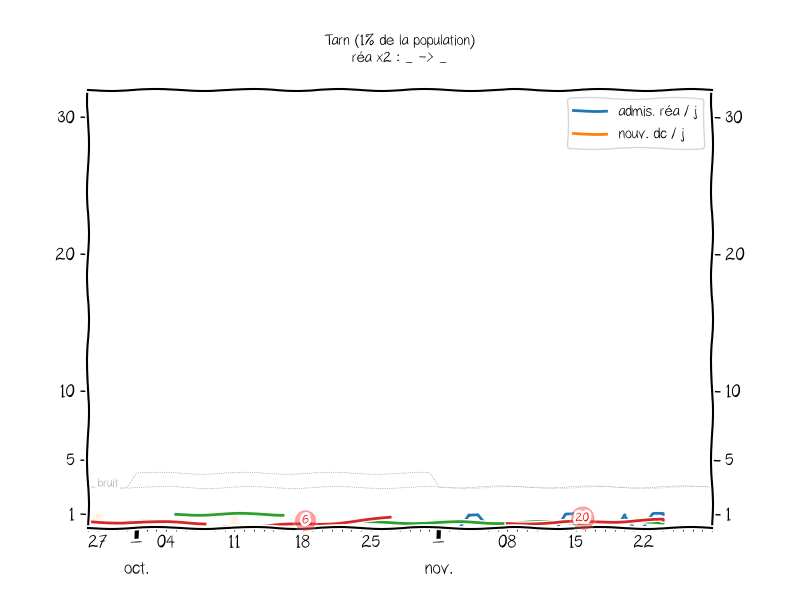 Tarn (1% de la population)
réa x2 : _ -> _
admis. réa / j
nouv. dc / j
30 30
20 20
10 10
5 5
bruit
1 1
6 20
27 04 11 18 25 08 15 22
oct. nov.